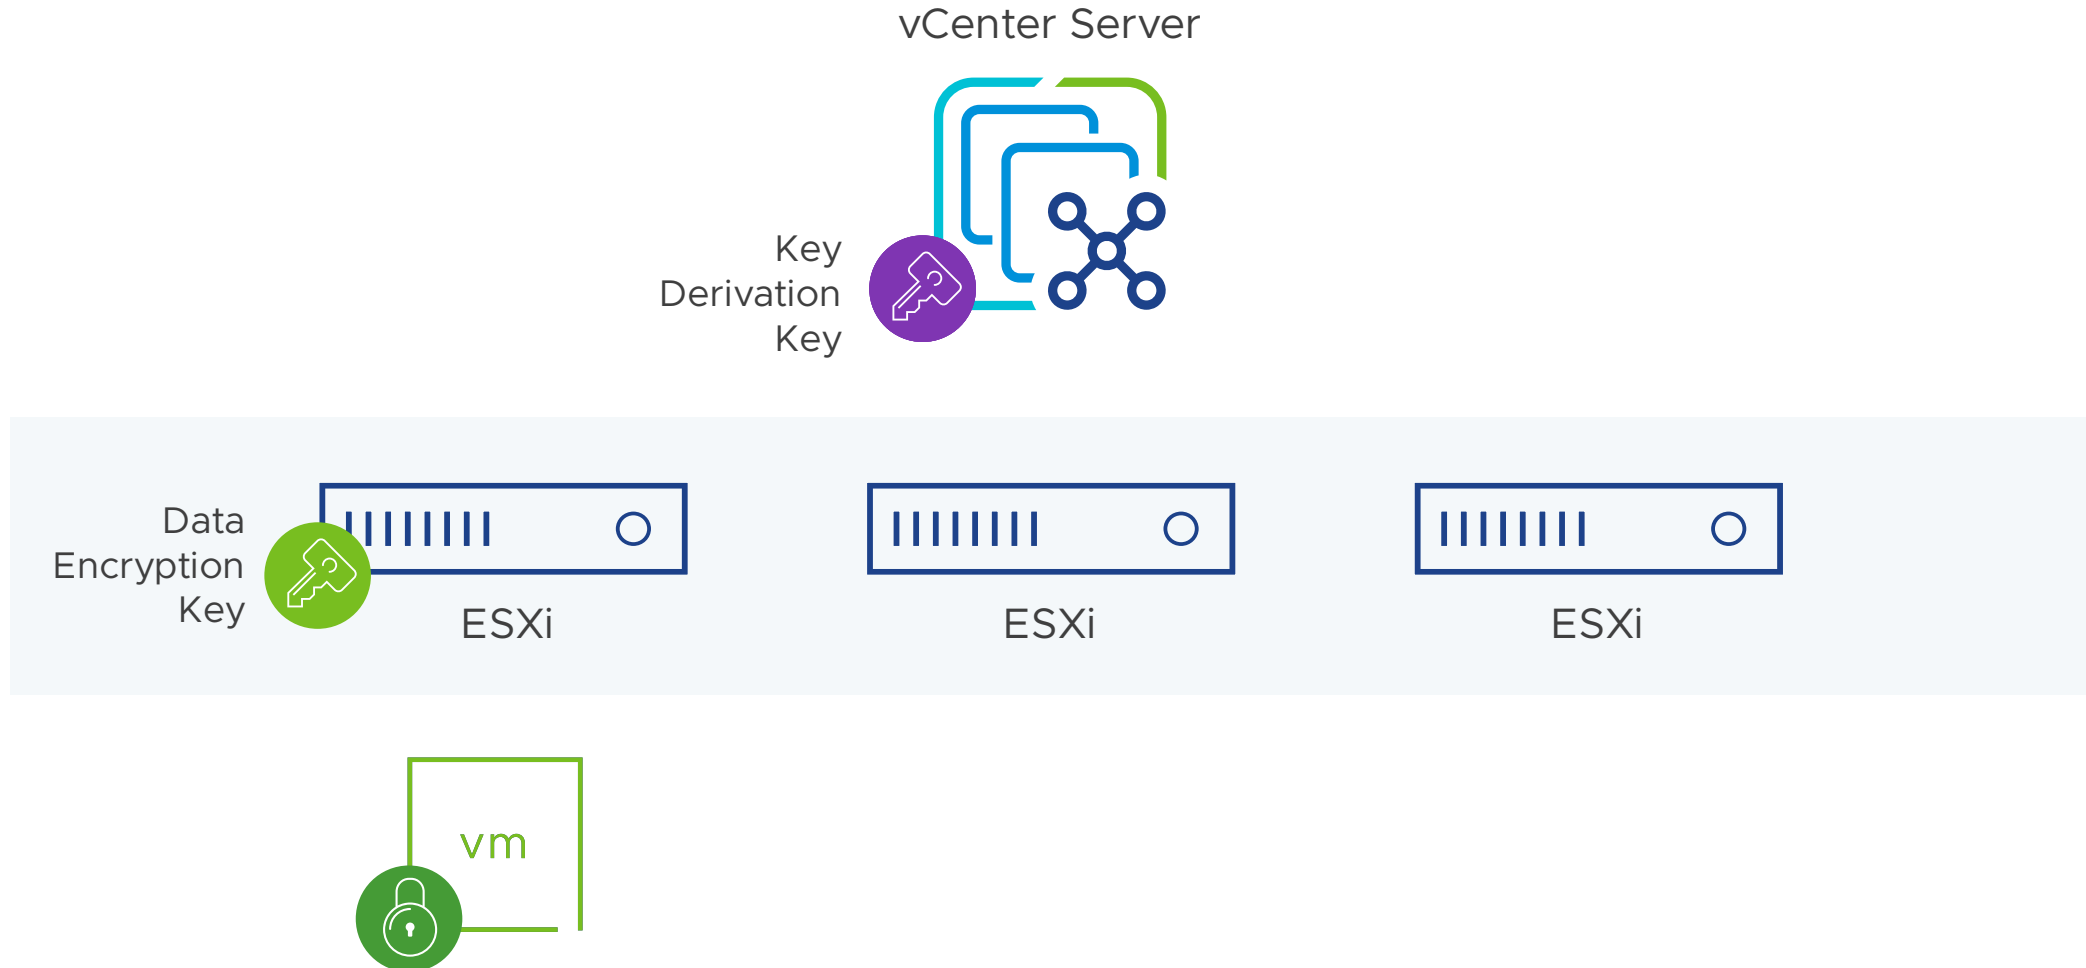 vCenter Server
Key
Derivation
Key
Data
Encryption
Key
ESXi
ESXi
ESXi
vm